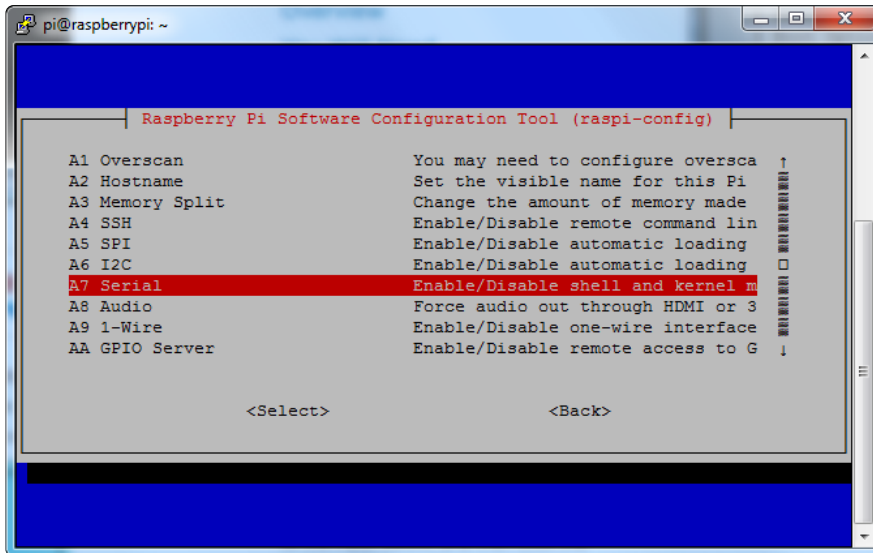 pi@raspberrypi: ~
Raspberry Pi Software Configuration Tool (raspi-config)
A1 Overscan You may need to configure oversca
A2 Hostname Set the visible name for this Pi
A3 Memory Split Change the amount of memory made
A4 SSH Enable/Disable remote command lin
A5 SPI Enable/Disable automatic loading
A6 I2C Enable/Disable automatic loading
A7 Serial Enable/Disable shell and kernel m
A8 Audio Force audio out through HDMI or 3
A9 1-Wire Enable/Disable one-wire interface
AA GPIO Server Enable/Disable remote access to G
<Select> <Back>